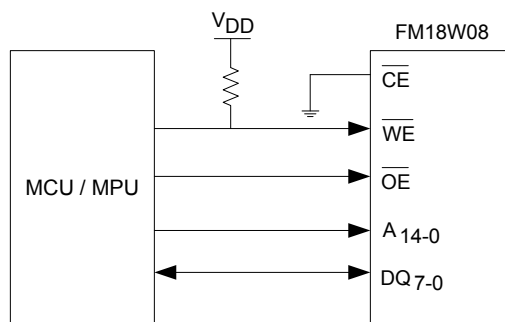 VDD
FM18W08
CE
WE
OE
MCU / MPU
A14-0
DQ7-0